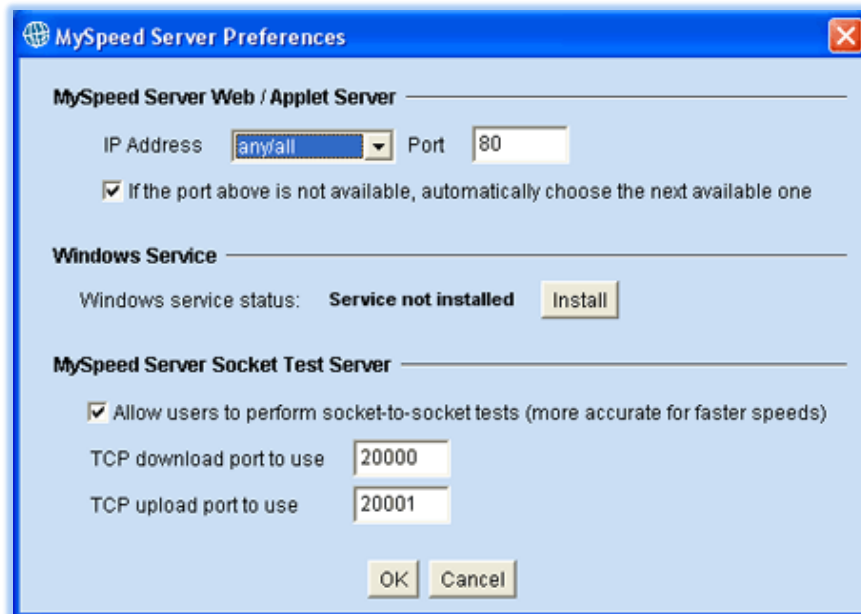 MySpeed Server Preferences
MySpeed Server Web / Applet Server
IP Address any/all Port 80
If the port above is not available, automatically choose the next available one
Windows Service
Windows service status: Service not installed Install
MySpeed Server Socket Test Server
Allow users to perform socket-to-socket tests (more accurate for faster speeds)
TCP download port to use 20000
TCP upload port to use 20001
OK Cancel